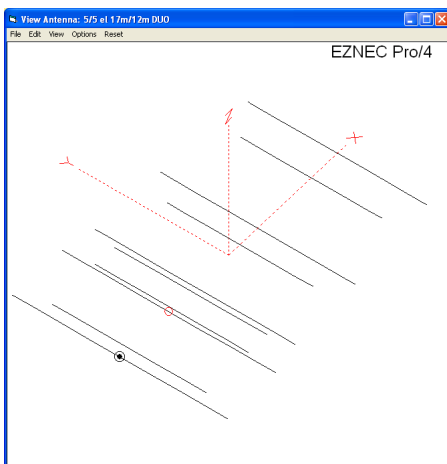 View Antenna: 5/5 el 17m/12m DUO
File Edit View Options Reset
EZNEC Pro/4
Z
X
Y